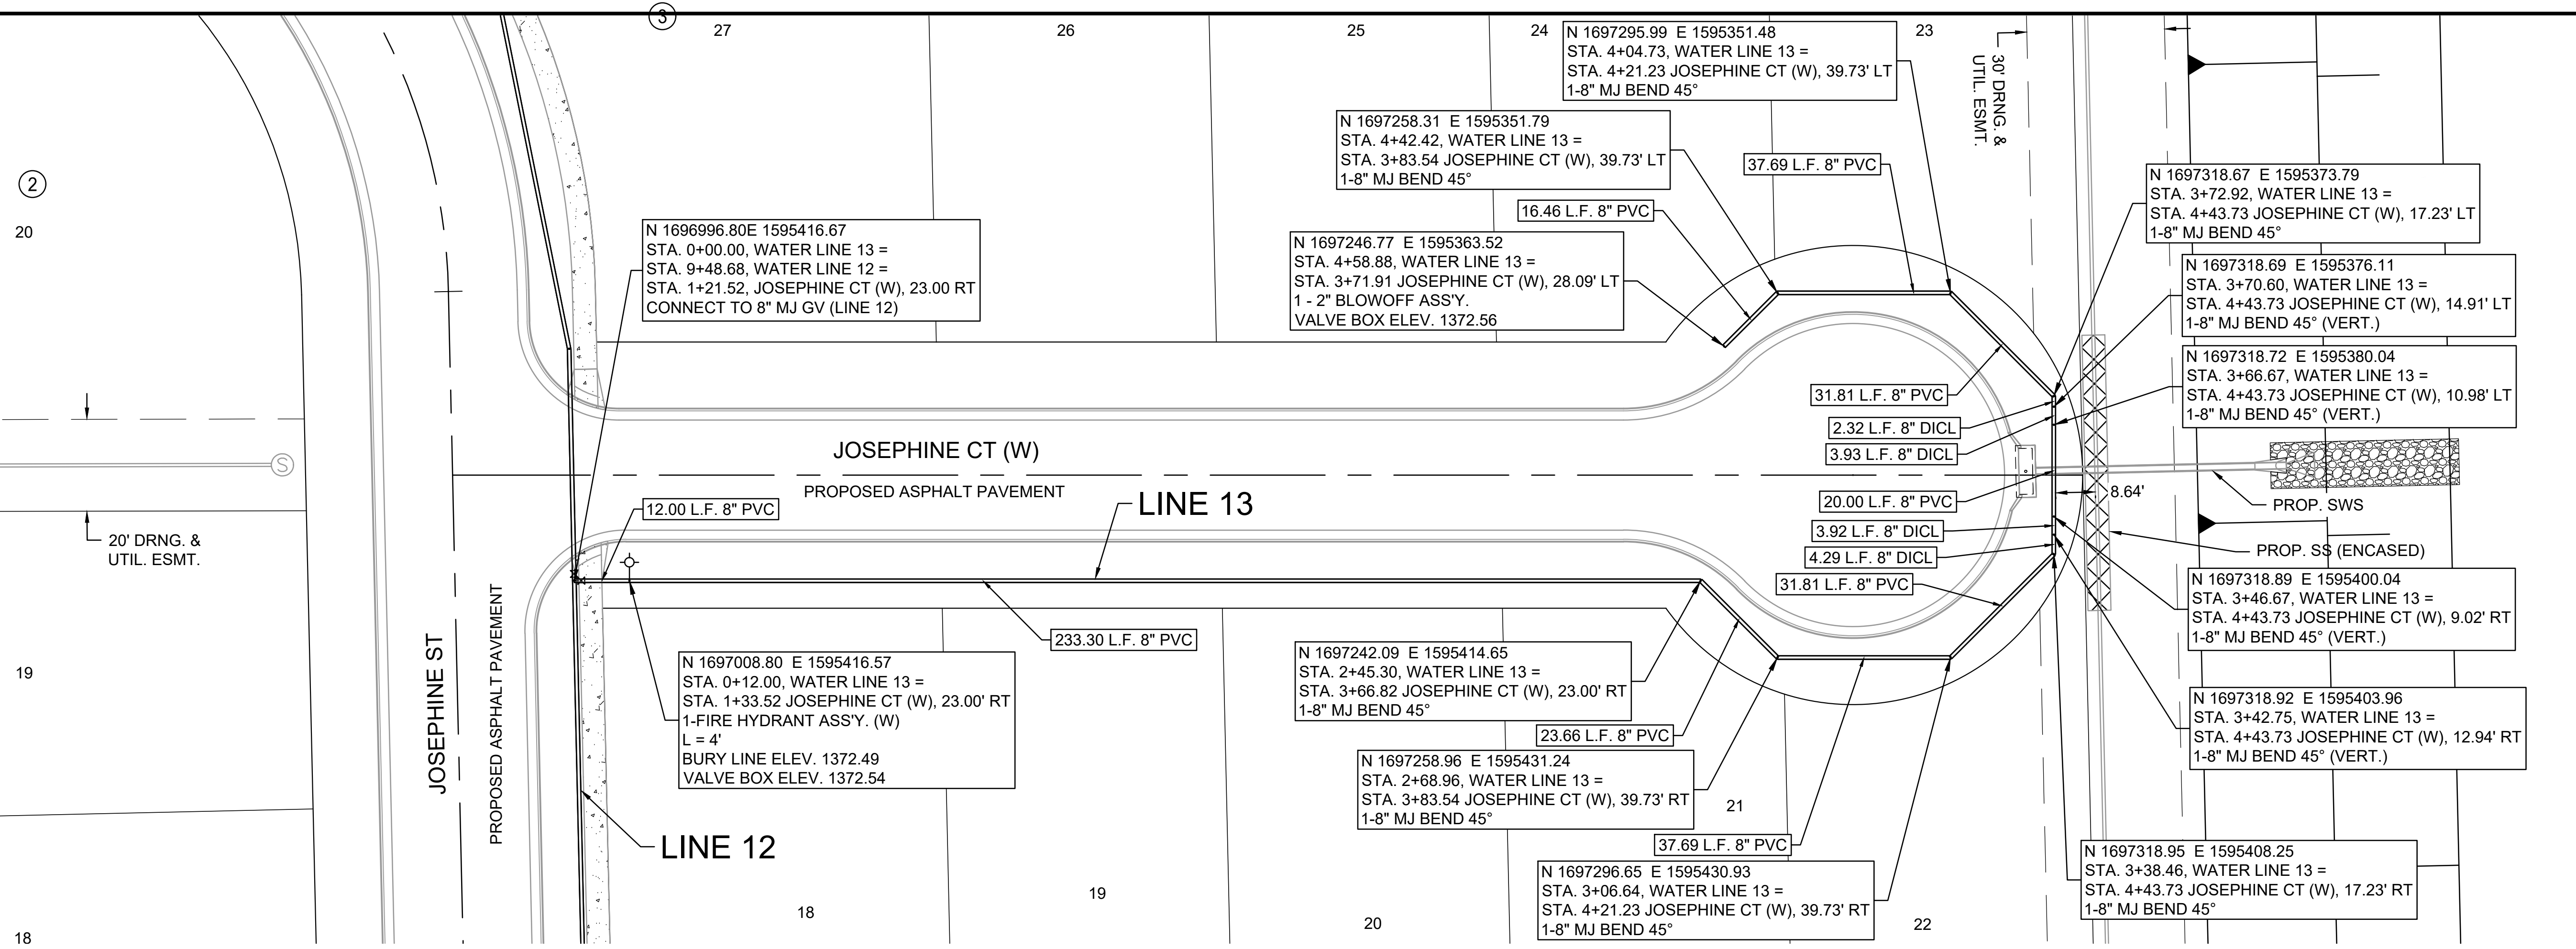 3
27
26
25
24
23
2
20
N 1697295.99  E 1595351.48
STA. 4+04.73, WATER LINE 13 =
STA. 4+21.23 JOSEPHINE CT (W), 39.73' LT
1-8" MJ BEND 45°
30' DRNG. &
UTIL. ESMT.
N 1697258.31  E 1595351.79
STA. 4+42.42, WATER LINE 13 =
STA. 3+83.54 JOSEPHINE CT (W), 39.73' LT
1-8" MJ BEND 45°
37.69 L.F. 8" PVC
16.46 L.F. 8" PVC
N 1697318.67  E 1595373.79
STA. 3+72.92, WATER LINE 13 =
STA. 4+43.73 JOSEPHINE CT (W), 17.23' LT
1-8" MJ BEND 45°
N 1696996.80E 1595416.67
STA. 0+00.00, WATER LINE 13 =
STA. 9+48.68, WATER LINE 12 =
STA. 1+21.52, JOSEPHINE CT (W), 23.00 RT
CONNECT TO 8" MJ GV (LINE 12)
N 1697246.77  E 1595363.52
STA. 4+58.88, WATER LINE 13 =
STA. 3+71.91 JOSEPHINE CT (W), 28.09' LT
1 - 2" BLOWOFF ASS'Y.
VALVE BOX ELEV. 1372.56
N 1697318.69  E 1595376.11
STA. 3+70.60, WATER LINE 13 =
STA. 4+43.73 JOSEPHINE CT (W), 14.91' LT
1-8" MJ BEND 45° (VERT.)
N 1697318.72  E 1595380.04
STA. 3+66.67, WATER LINE 13 =
STA. 4+43.73 JOSEPHINE CT (W), 10.98' LT
1-8" MJ BEND 45° (VERT.)
31.81 L.F. 8" PVC
2.32 L.F. 8" DICL
3.93 L.F. 8" DICL
20.00 L.F. 8" PVC
3.92 L.F. 8" DICL
4.29 L.F. 8" DICL
31.81 L.F. 8" PVC
S
JOSEPHINE CT (W)
PROPOSED ASPHALT PAVEMENT
LINE 13
12.00 L.F. 8" PVC
8.64'
PROP. SWS
PROP. SS (ENCASED)
20' DRNG. &
UTIL. ESMT.
JOSEPHINE ST
PROPOSED ASPHALT PAVEMENT
233.30 L.F. 8" PVC
N 1697008.80  E 1595416.57
STA. 0+12.00, WATER LINE 13 =
STA. 1+33.52 JOSEPHINE CT (W), 23.00' RT
1-FIRE HYDRANT ASS'Y. (W)
L = 4'
BURY LINE ELEV. 1372.49
VALVE BOX ELEV. 1372.54
N 1697242.09  E 1595414.65
STA. 2+45.30, WATER LINE 13 =
STA. 3+66.82 JOSEPHINE CT (W), 23.00' RT
1-8" MJ BEND 45°
23.66 L.F. 8" PVC
N 1697318.89  E 1595400.04
STA. 3+46.67, WATER LINE 13 =
STA. 4+43.73 JOSEPHINE CT (W), 9.02' RT
1-8" MJ BEND 45° (VERT.)
N 1697318.92  E 1595403.96
STA. 3+42.75, WATER LINE 13 =
STA. 4+43.73 JOSEPHINE CT (W), 12.94' RT
1-8" MJ BEND 45° (VERT.)
N 1697258.96  E 1595431.24
STA. 2+68.96, WATER LINE 13 =
STA. 3+83.54 JOSEPHINE CT (W), 39.73' RT
1-8" MJ BEND 45°
21
37.69 L.F. 8" PVC
N 1697296.65  E 1595430.93
STA. 3+06.64, WATER LINE 13 =
STA. 4+21.23 JOSEPHINE CT (W), 39.73' RT
1-8" MJ BEND 45°
N 1697318.95  E 1595408.25
STA. 3+38.46, WATER LINE 13 =
STA. 4+43.73 JOSEPHINE CT (W), 17.23' RT
1-8" MJ BEND 45°
LINE 12
19
18
18
19
20
22